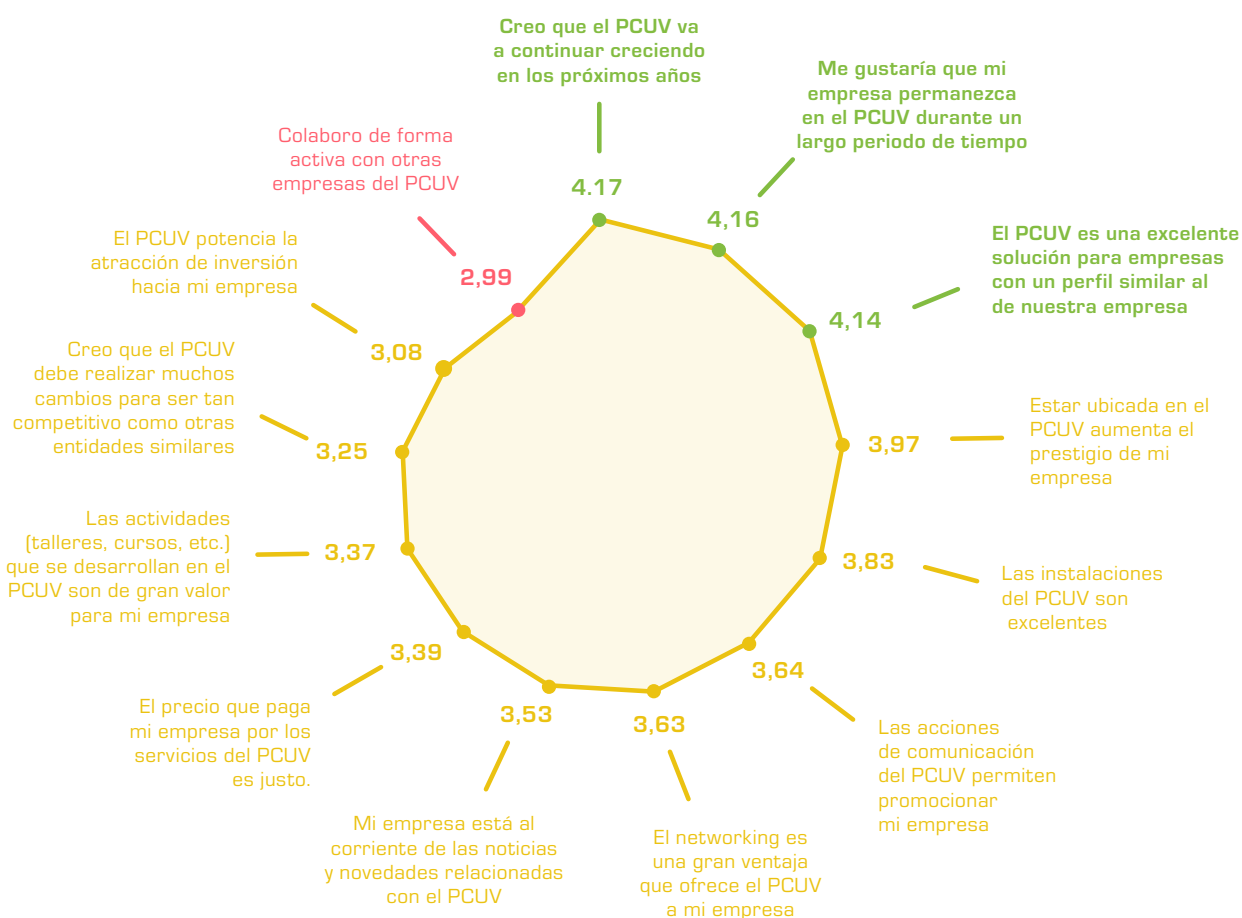 Creo que el PCUV va
a continuar creciendo
en los próximos años
4.17
Me gustaría que mi
empresa permanezca
en el PCUV durante un
largo periodo de tiempo
4,16
El PCUV es una excelente
solución para empresas
con un perfil similar al
de nuestra empresa
4,14
Estar ubicada en el
PCUV aumenta el
prestigio de mi
empresa
3,97
Las instalaciones
del PCUV son
excelentes
3,83
Las acciones
de comunicación
del PCUV permiten
promocionar
mi empresa
3,64
El networking es
una gran ventaja
que ofrece el PCUV
a mi empresa
3,63
Mi empresa está al
corriente de las noticias
y novedades relacionadas
con el PCUV
3,53
El precio que paga
mi empresa por los
servicios del PCUV
es justo.
3,39
Las actividades
(talleres, cursos, etc.)
que se desarrollan en el
PCUV son de gran valor
para mi empresa
3,37
Creo que el PCUV
debe realizar muchos
cambios para ser tan
competitivo como otras
entidades similares
3,25
El PCUV potencia la
atracción de inversión
hacia mi empresa
3,08
Colaboro de forma
activa con otras
empresas del PCUV
2,99